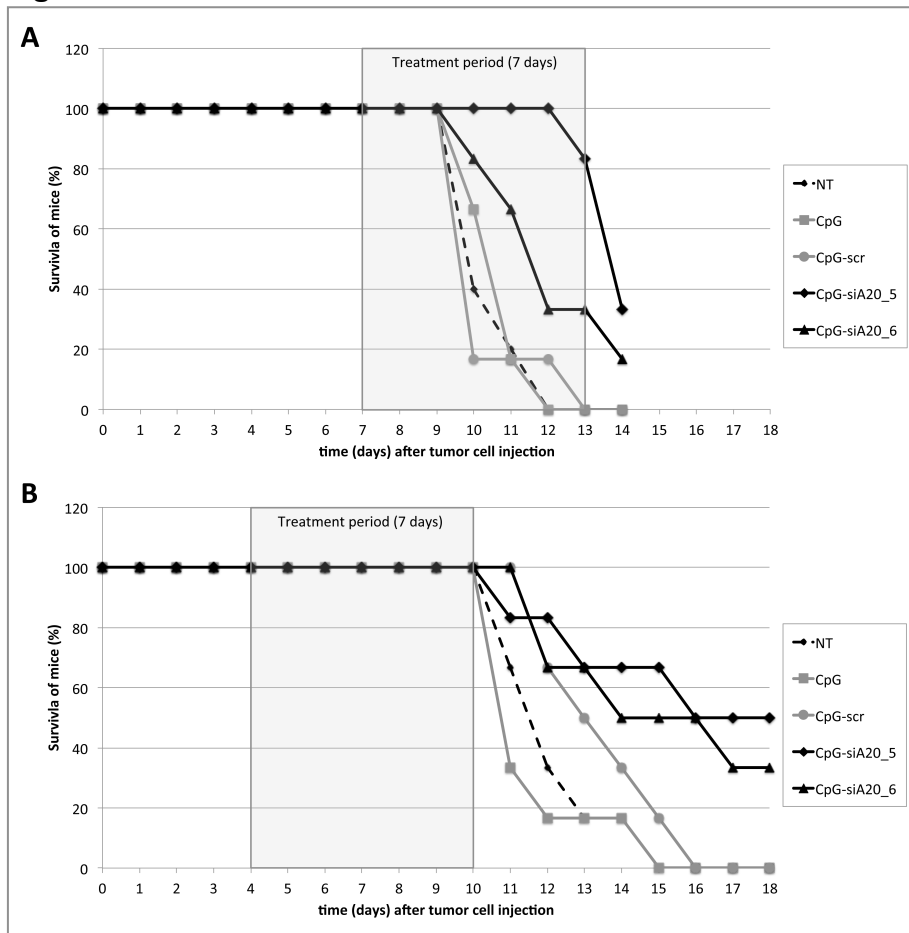 A
120
Treatment period (7 days)
100
80
60
40
20
0
Survivla of mice (%)
0 1 2 3 4 5 6 7 8 9 10 11 12 13 14 15 16 17 18
time (days) after tumor cell injection
NT
CpG
CpG-scr
CpG-siA20_5
CpG-siA20_6
B
120
Treatment period (7 days)
100
80
60
40
20
0
Survivla of mice (%)
0 1 2 3 4 5 6 7 8 9 10 11 12 13 14 15 16 17 18
time (days) after tumor cell injection
NT
CpG
CpG-scr
CpG-siA20_5
CpG-siA20_6